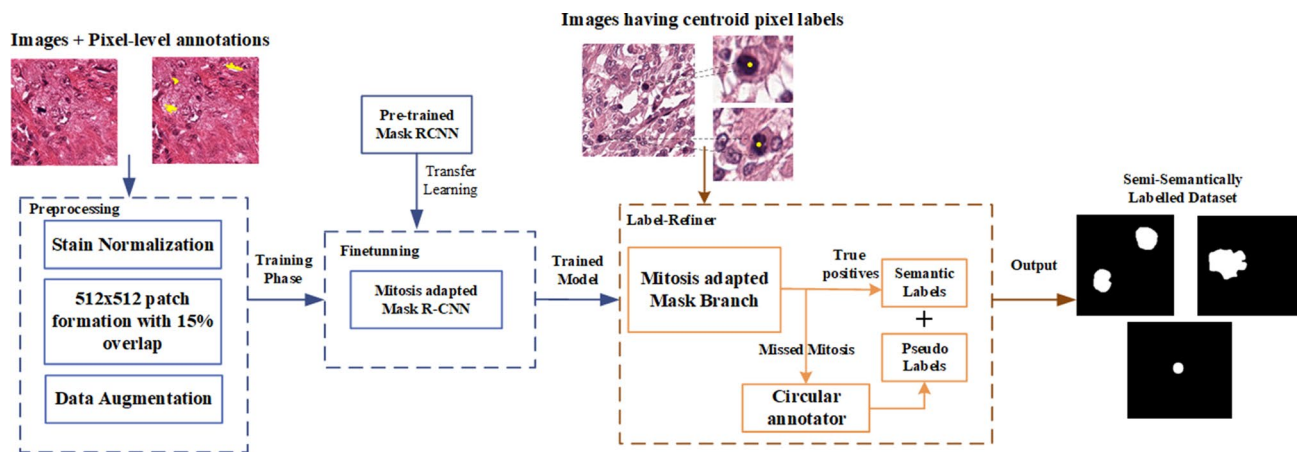 Images + Pixel-level annotations
Images having centroid pixel labels
Pre-trained
Mask RCNN
Transfer
Learning
Preprocessing
Stain Normalization
512x512 patch
formation with 15%
overlap
Data Augmentation
Training
Phase
Finetunning
Mitosis adapted
Mask R-CNN
Trained
Model
Label-Refiner
Mitosis adapted
Mask Branch
True
positives
Semantic
Labels
+
Missed Mitosis
Pseudo
Labels
Circular
annotator
Output
Semi-Semantically
Labelled Dataset